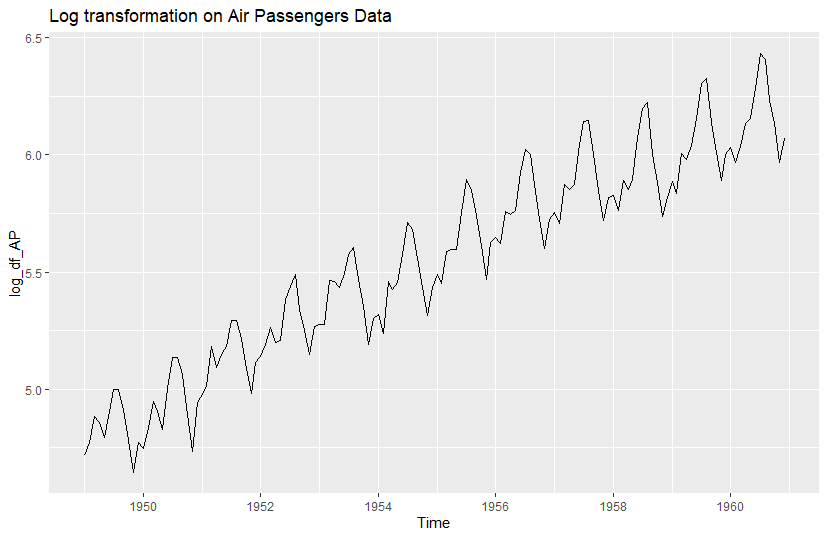 Log transformation on Air Passengers Data
log_df_AP
6.5
6.0
5.5
5.0
1950 1952 1954 1956 1958 1960
Time